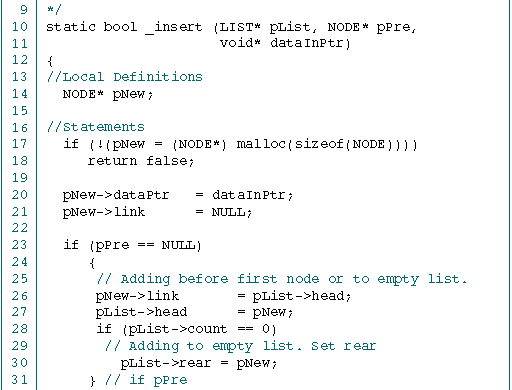 9 */
10 static bool _insert (LIST* pList, NODE* pPre,
11 void* dataInPtr)
12 {
13 //Local Definitions
14 NODE* pNew;
15
16 //Statements
17 if (!(pNew = (NODE*) malloc(sizeof(NODE))))
18 return false;
19
20 pNew->dataPtr = dataInPtr;
21 pNew->link = NULL;
22
23 if (pPre == NULL)
24 {
25 // Adding before first node or to empty list.
26 pNew->link = pList->head;
27 pList->head = pNew;
28 if (pList->count == 0)
29 // Adding to empty list. Set rear
30 pList->rear = pNew;
31 } // if pPre